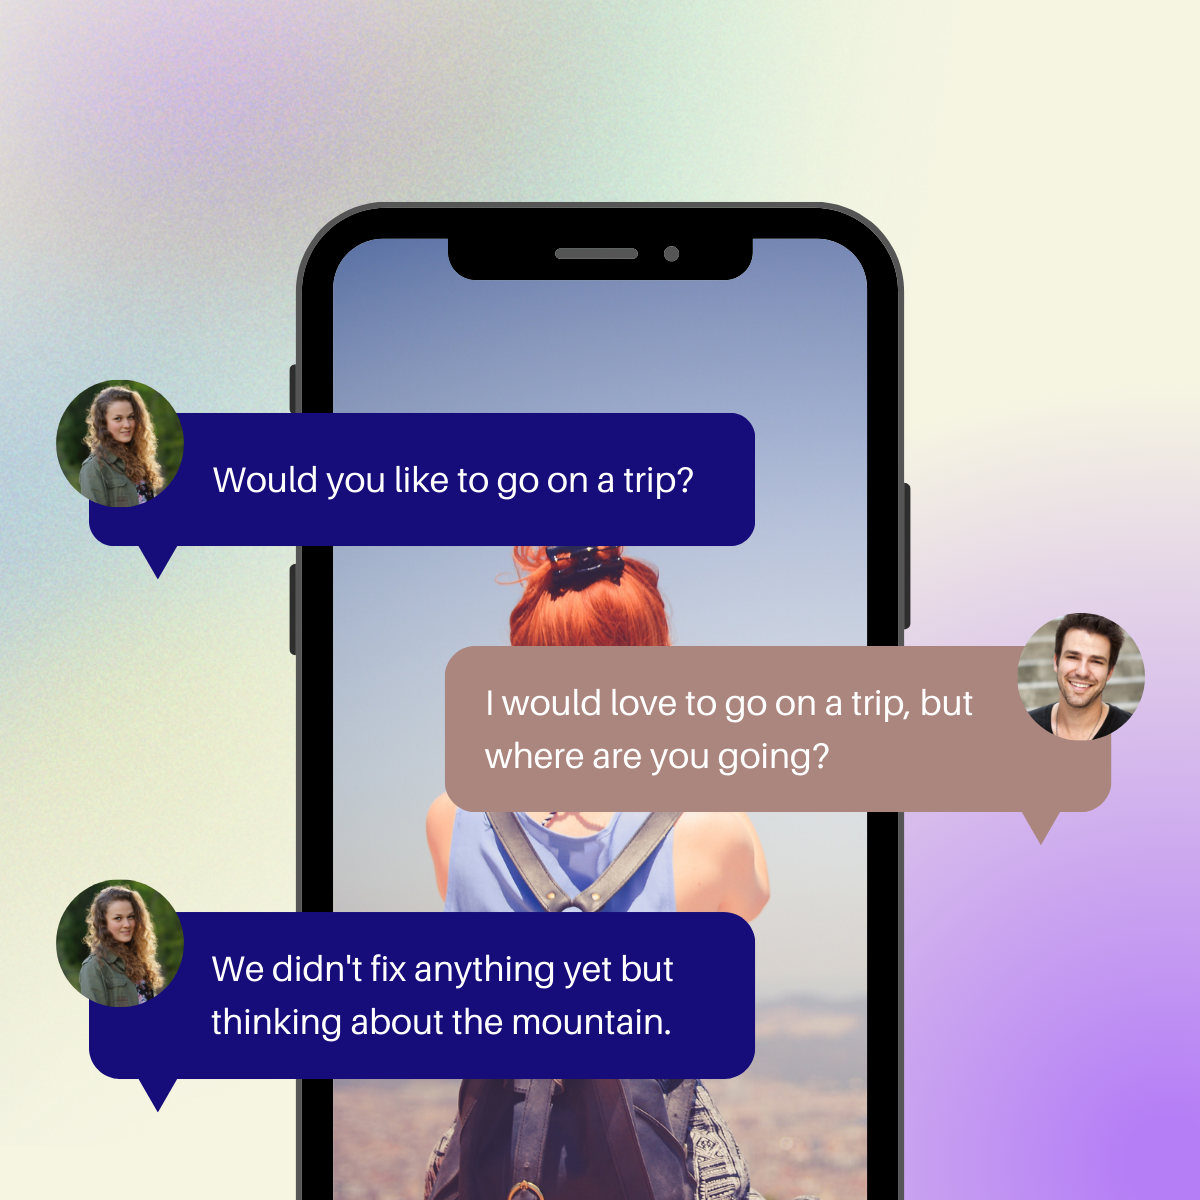 Would you like to go on a trip?
I would love to go on a trip, but
where are you going?
We didn't fix anything yet but
thinking about the mountain.